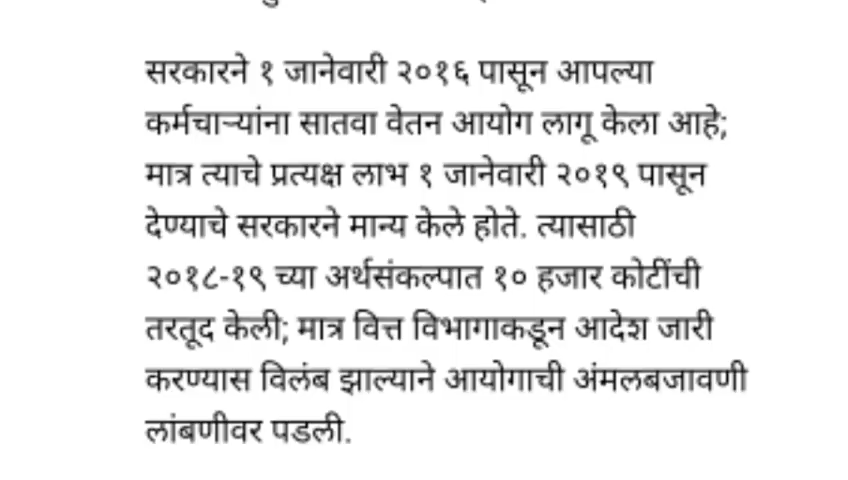 सरकारने १ जानेवारी २०१६ पासून आपल्या
कर्मचाऱ्यांना सातवा वेतन आयोग लागू केला आहे;
मात्र त्याचे प्रत्यक्ष लाभ १ जानेवारी २०१९ पासून
देण्याचे सरकारने मान्य केले होते. त्यासाठी
२०१८-१९ च्या अर्थसंकल्पात १० हजार कोटींची
तरतूद केली; मात्र वित्त विभागाकडून आदेश जारी
करण्यास विलंब झाल्याने आयोगाची अंमलबजावणी
लांबणीवर पडली.